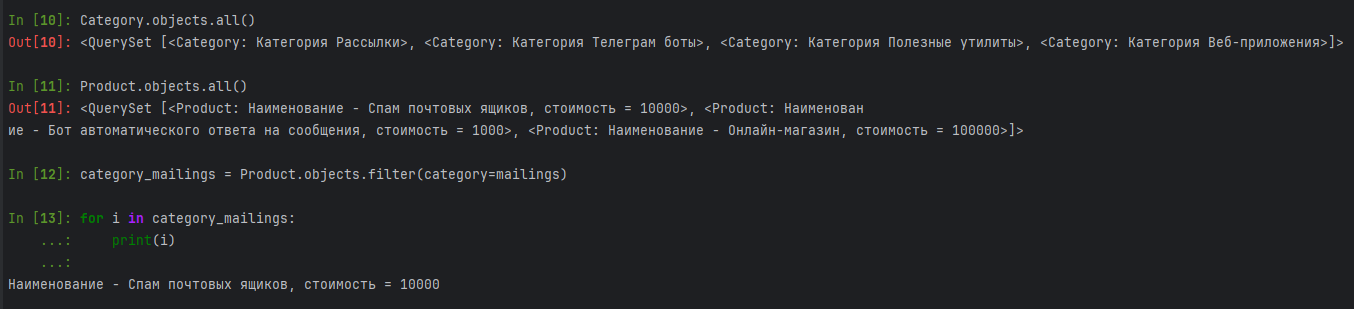 In [10]: Category.objects.all()
Out[10]: <QuerySet [<Category: Категория Рассылки>, <Category: Категория Телеграм боты>, <Category: Категория Полезные утилиты>, <Category: Категория Веб-приложения>]>
In [11]: Product.objects.all()
Out[11]: <QuerySet [<Product: Наименование - Спам почтовых ящиков, стоимость = 10000>, <Product: Наименован
ие - Бот автоматического ответа на сообщения, стоимость = 1000>, <Product: Наименование - Онлайн-магазин, стоимость = 100000>]>
In [12]: category_mailings = Product.objects.filter(category=mailings)
In [13]: for i in category_mailings:
...: print(i)
...:
Наименование - Спам почтовых ящиков, стоимость = 10000